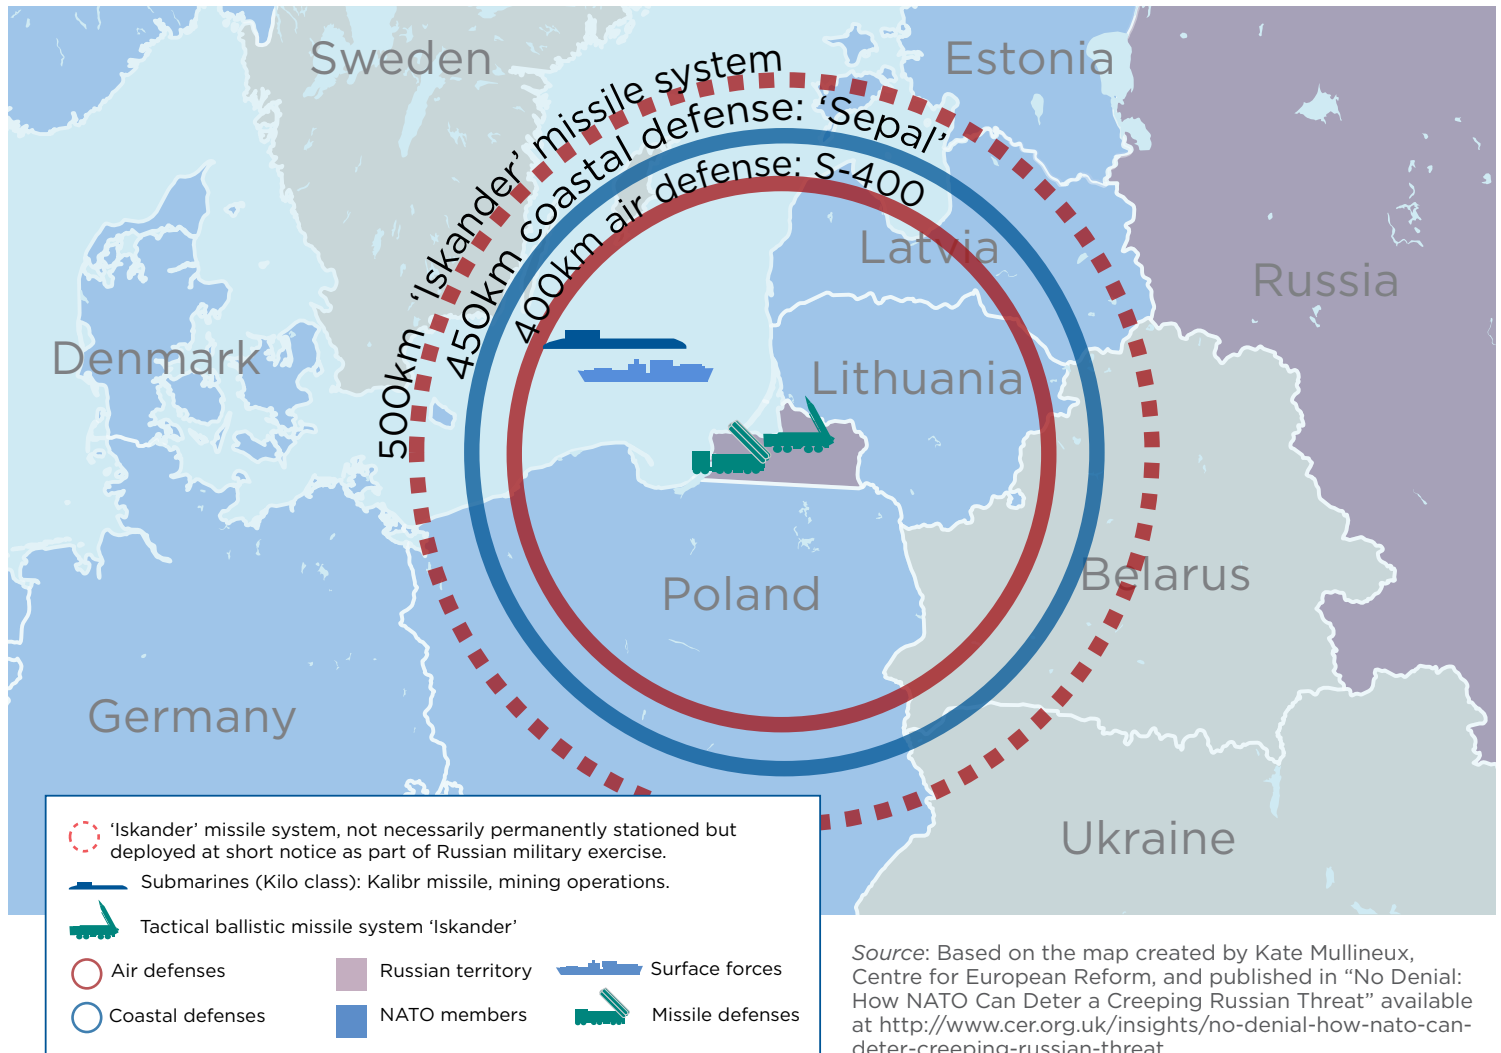 Sweden
Estonia
500km ‘Iskander’ missile system
450km coastal defense: ‘Sepal’
400km air defense: S-400
Latvia
Russia
Denmark
Lithuania
Poland
Belarus
Germany
Ukraine
‘Iskander’ missile system, not necessarily permanently stationed but
deployed at short notice as part of Russian military exercise.
Submarines (Kilo class): Kalibr missile, mining operations.
Tactical ballistic missile system ‘Iskander’
Air defenses
Russian territory
Surface forces
Coastal defenses
NATO members
Missile defenses
Source: Based on the map created by Kate Mullineux,
Centre for European Reform, and published in “No Denial:
How NATO Can Deter a Creeping Russian Threat” available
at http://www.cer.org.uk/insights/no-denial-how-nato-can-
deter-creeping-russian-threat